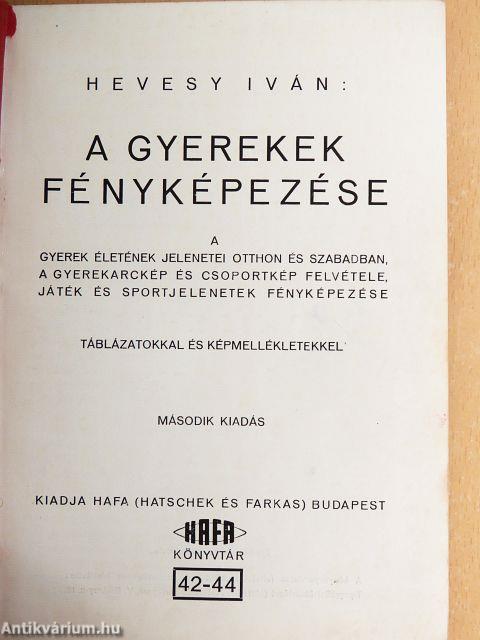 HEVESY IVÁN:
A GYEREKEK
FÉNYKÉPEZÉSE
A
GYEREK ÉLETÉNEK JELENETEI OTTHON ÉS SZABADBAN,
A GYEREKARCKÉP ÉS CSOPORTKÉP FELVÉTELE,
JÁTÉK ÉS SPORTJELENETEK FÉNYKÉPEZÉSE
TÁBLÁZATOKKAL ÉS KÉPMELLÉKLETEKKEL
MÁSODIK KIADÁS
KIADJA HAFA (HATSCHEK ÉS FARKAS) BUDAPEST
HAFA
KÖNYVTÁR
42-44
Antikvárium.hu